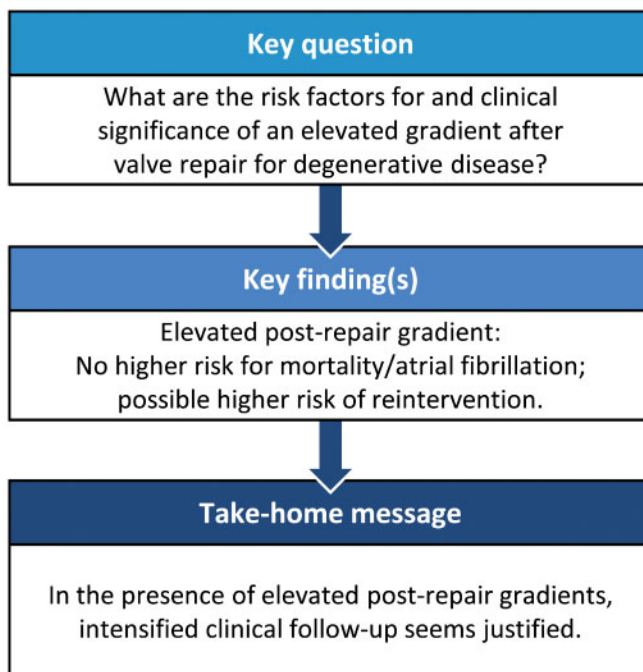 Key question
What are the risk factors for and clinical
significance of an elevated gradient after
valve repair for degenerative disease?
Key finding(s)
Elevated post-repair gradient:
No higher risk for mortality/atrial fibrillation;
possible higher risk of reintervention.
Take-home message
In the presence of elevated post-repair gradients,
intensified clinical follow-up seems justified.